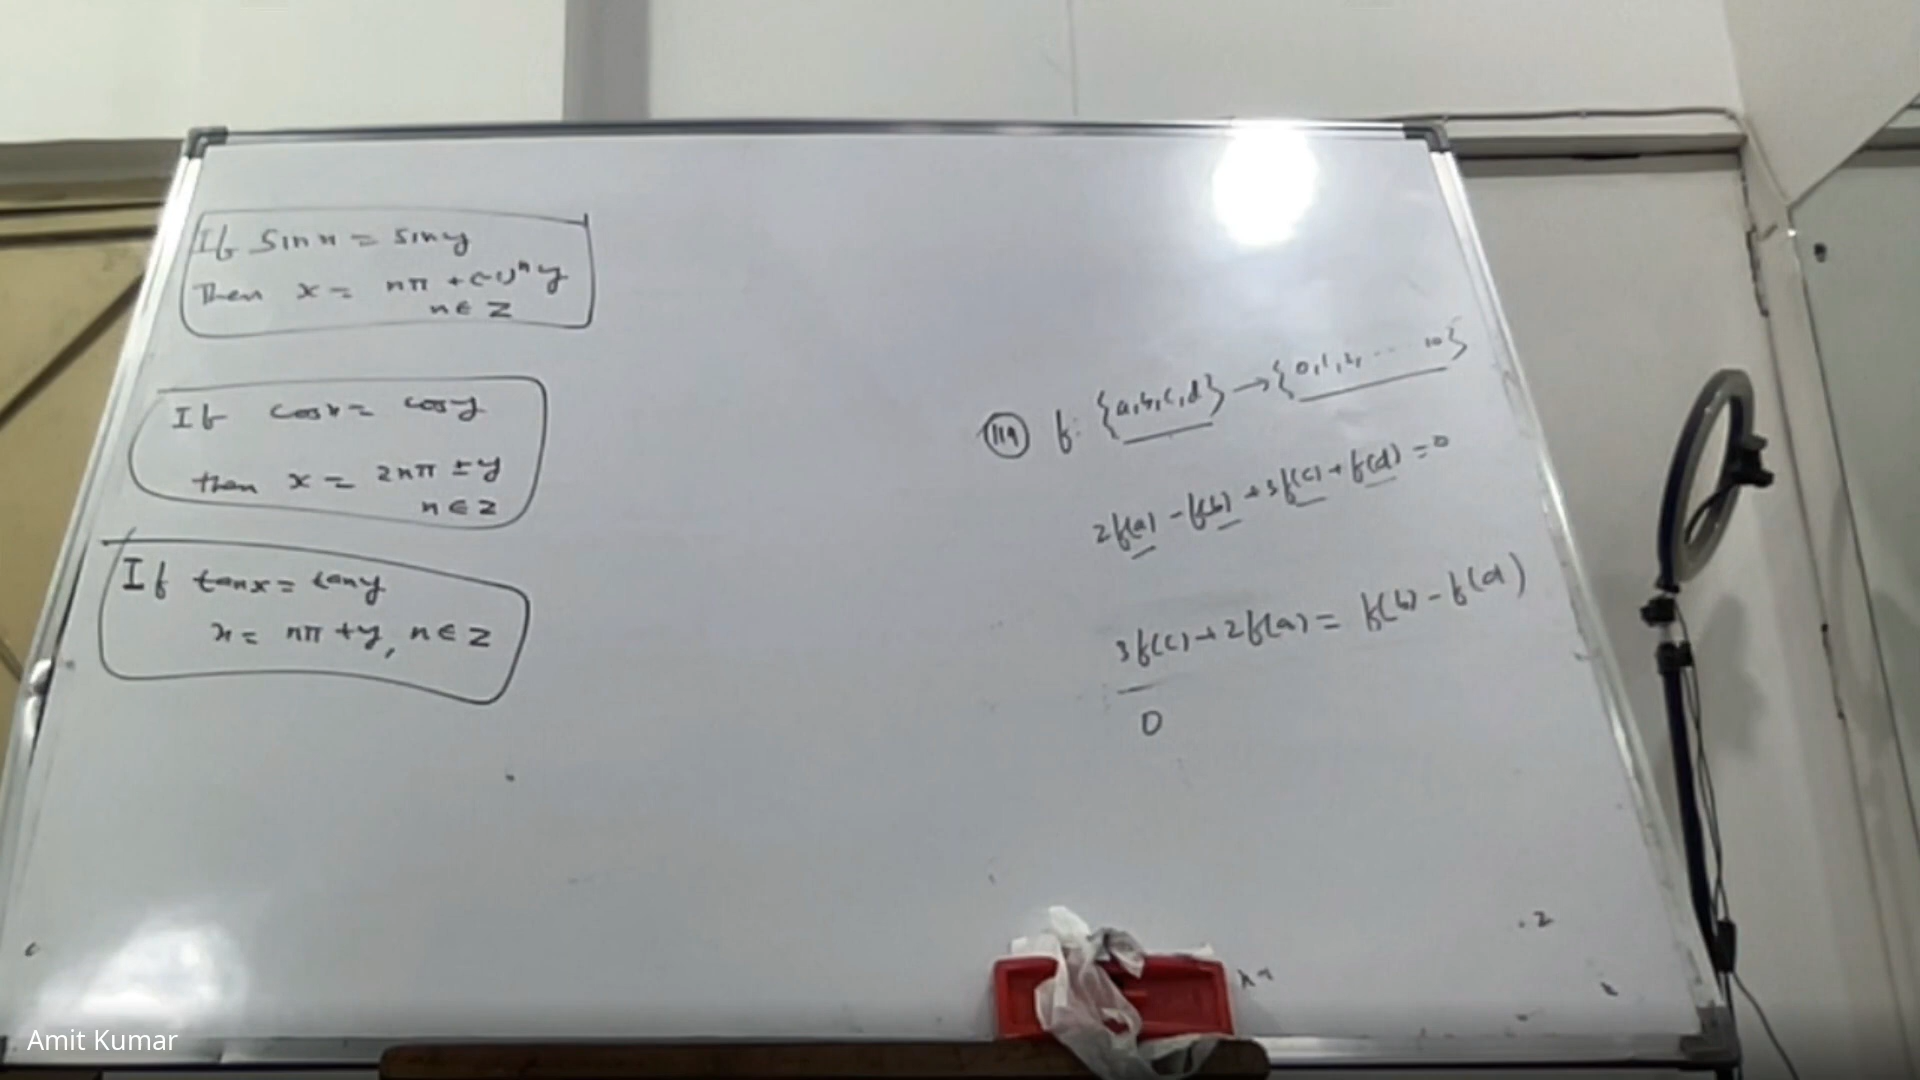 If sin x = sin y
Then x = nπ + (-1)ⁿ y
n ∈ Z
If cos x = cos y
then x = 2nπ ± y
n ∈ Z
If tan x = tan y
x = nπ + y, n ∈ Z
119 f: {a,b,c,d} → {0,1,2, ... 10}
2f(a) - f(b) + 3f(c) + f(d) = 0
3f(c) + 2f(a) = f(b) - f(d)
0
Amit Kumar